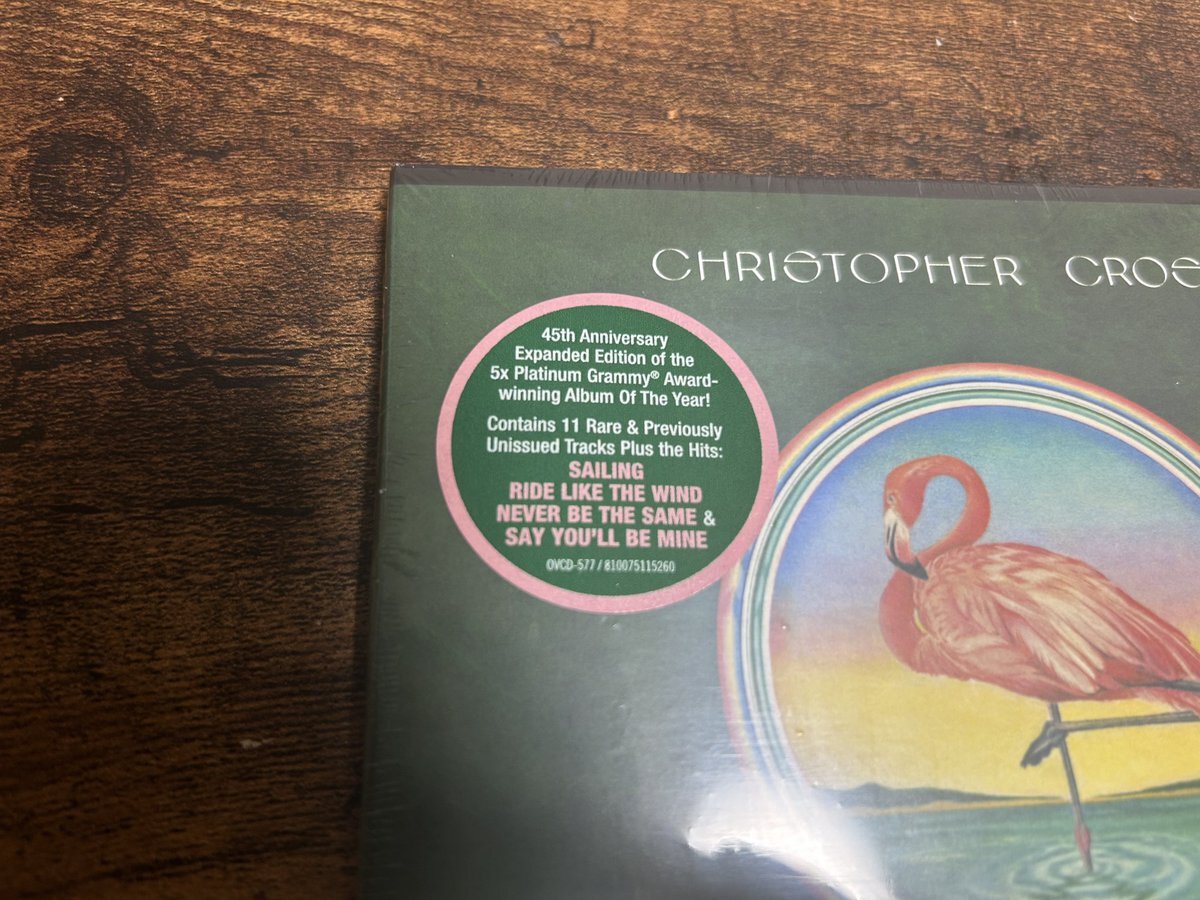 CHRISTOPHER CROS
45th Anniversary
Expanded Edition of the
5x Platinum Grammy® Award-
winning Album Of The Year!
Contains 11 Rare & Previously
Unissued Tracks Plus the Hits:
SAILING
RIDE LIKE THE WIND
NEVER BE THE SAME &
SAY YOU'LL BE MINE
OVCD-577 / 810075115260